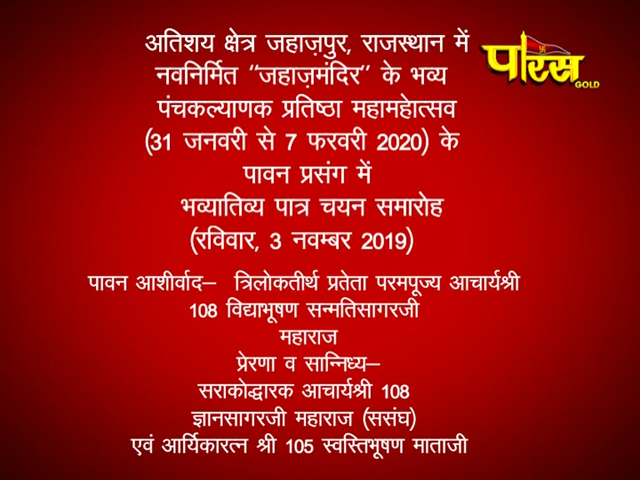 अतिशय क्षेत्र जहाज़पुर, राजस्थान में
नवनिर्मित "जहाज़मंदिर" के भव्य
पंचकल्याणक प्रतिष्ठा महामहोत्सव
(31 जनवरी से 7 फरवरी 2020) के
पावन प्रसंग में
भव्यातिव्य पात्र चयन समारोह
(रविवार, 3 नवम्बर 2019)
पावन आशीर्वाद– त्रिलोकतीर्थ प्रतेता परमपूज्य आचार्यश्री
108 विद्याभूषण सन्मतिसागरजी
महाराज
प्रेरणा व सान्निध्य–
सराकोद्धारक आचार्यश्री 108
ज्ञानसागरजी महाराज (ससंघ)
एवं आर्यिकारत्न श्री 105 स्वस्तिभूषण माताजी
पारस
GOLD